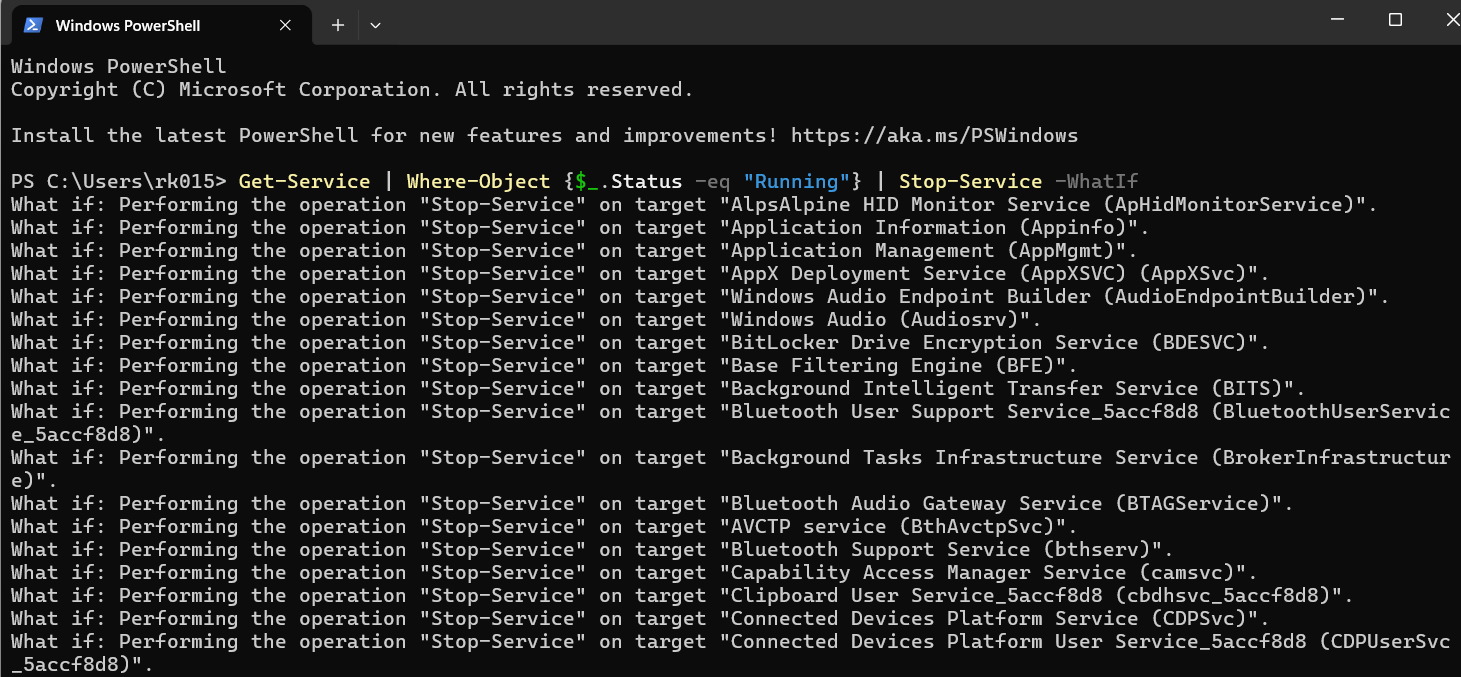 Windows PowerShell
Windows PowerShell
Copyright (C) Microsoft Corporation. All rights reserved.
Install the latest PowerShell for new features and improvements! https://aka.ms/PSWindows
PS C:\Users\rk015> Get-Service | Where-Object {$_.Status -eq "Running"} | Stop-Service -WhatIf
What if: Performing the operation "Stop-Service" on target "AlpsAlpine HID Monitor Service (ApHidMonitorService)".
What if: Performing the operation "Stop-Service" on target "Application Information (Appinfo)".
What if: Performing the operation "Stop-Service" on target "Application Management (AppMgmt)".
What if: Performing the operation "Stop-Service" on target "AppX Deployment Service (AppXSVC) (AppXSvc)".
What if: Performing the operation "Stop-Service" on target "Windows Audio Endpoint Builder (AudioEndpointBuilder)".
What if: Performing the operation "Stop-Service" on target "Windows Audio (Audiosrv)".
What if: Performing the operation "Stop-Service" on target "BitLocker Drive Encryption Service (BDESVC)".
What if: Performing the operation "Stop-Service" on target "Base Filtering Engine (BFE)".
What if: Performing the operation "Stop-Service" on target "Background Intelligent Transfer Service (BITS)".
What if: Performing the operation "Stop-Service" on target "Bluetooth User Support Service_5accf8d8 (BluetoothUserServic
e_5accf8d8)".
What if: Performing the operation "Stop-Service" on target "Background Tasks Infrastructure Service (BrokerInfrastructur
e)".
What if: Performing the operation "Stop-Service" on target "Bluetooth Audio Gateway Service (BTAGService)".
What if: Performing the operation "Stop-Service" on target "AVCTP service (BthAvctpSvc)".
What if: Performing the operation "Stop-Service" on target "Bluetooth Support Service (bthserv)".
What if: Performing the operation "Stop-Service" on target "Capability Access Manager Service (camsvc)".
What if: Performing the operation "Stop-Service" on target "Clipboard User Service_5accf8d8 (cbdhsvc_5accf8d8)".
What if: Performing the operation "Stop-Service" on target "Connected Devices Platform Service (CDPSvc)".
What if: Performing the operation "Stop-Service" on target "Connected Devices Platform User Service_5accf8d8 (CDPUserSvc
_5accf8d8)".